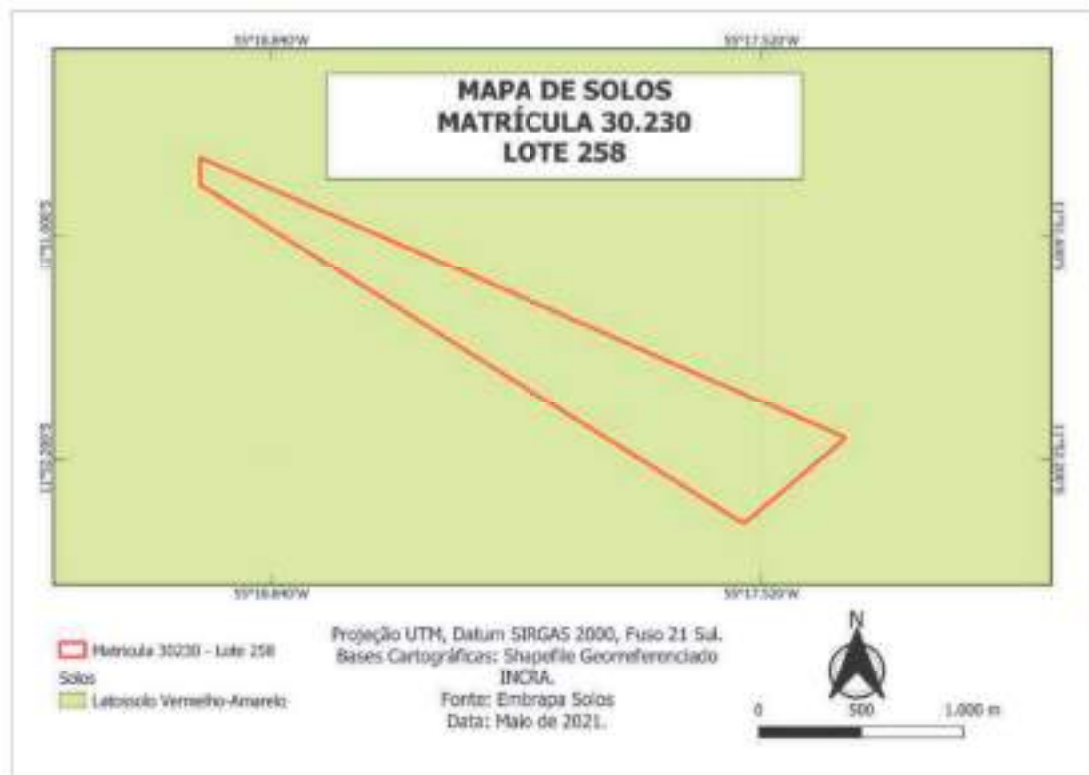 55°18.840'W
55°17.520'W
MAPA DE SOLOS
MATRÍCULA 30.230
LOTE 258
55°18.840'W
55°17.520'W
Matricula 30230 - Lote 258
Solos
Latossolo Vermelho-Amarelo
Projeção UTM, Datum SIRGAS 2000, Fuso 21 Sul.
Bases Cartográficas: Shapefile Georreferenciado
INCRA.
Fonte: Embrapa Solos
Data: Maio de 2021.
N
0 500 1.000 m